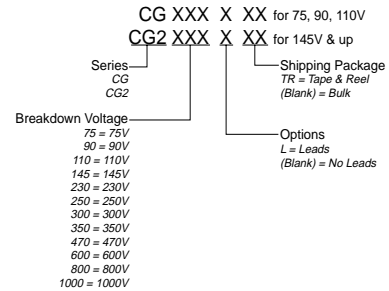 CG XXX X XX for 75, 90, 110V
CG2 XXX X XX for 145V & up
Series
CG
CG2
Shipping Package
TR = Tape & Reel
(Blank) = Bulk
Breakdown Voltage
75 = 75V
90 = 90V
110 = 110V
145 = 145V
230 = 230V
250 = 250V
300 = 300V
350 = 350V
470 = 470V
600 = 600V
800 = 800V
1000 = 1000V
Options
L = Leads
(Blank) = No Leads